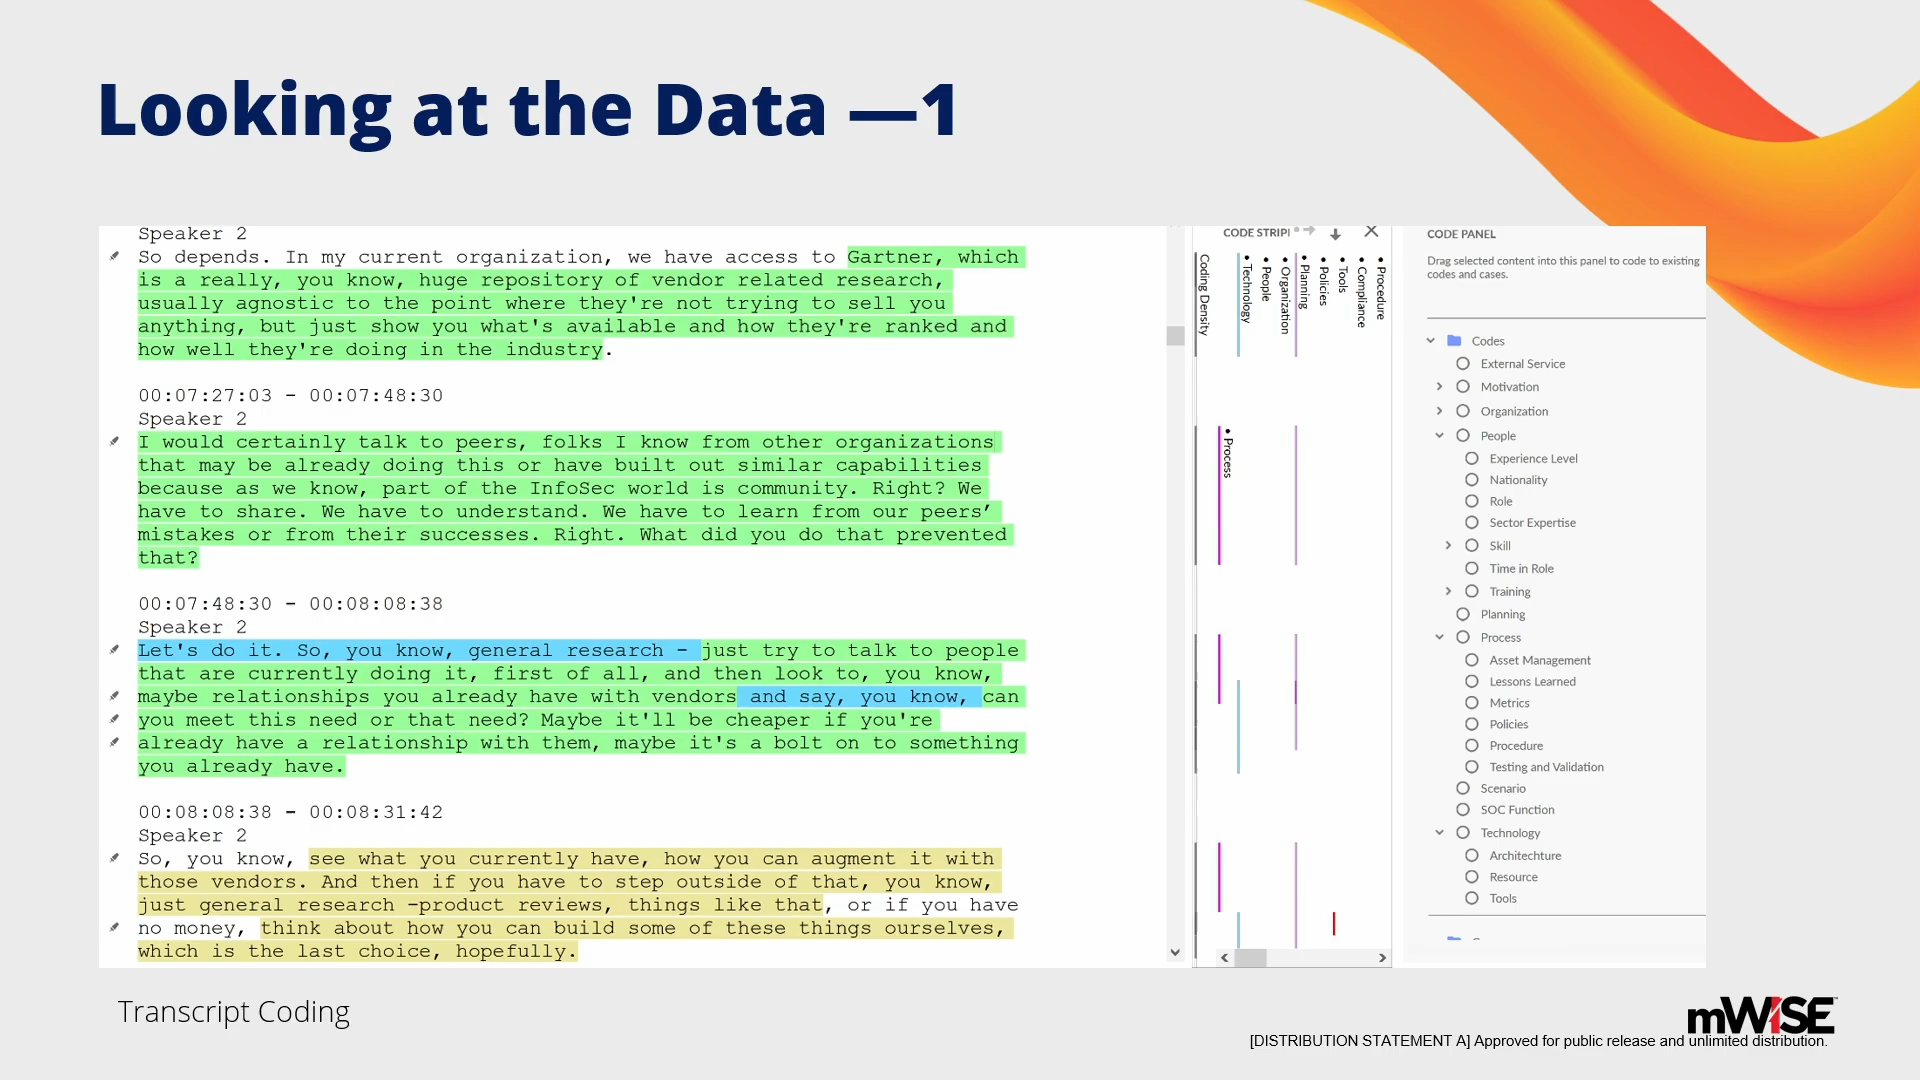 Looking at the Data —1
Speaker 2
So depends. In my current organization, we have access to Gartner, which
is a really, you know, huge repository of vendor related research,
usually agnostic to the point where they're not trying to sell you
anything, but just show you what's available and how they're ranked and
how well they're doing in the industry.
00:07:27:03 - 00:07:48:30
Speaker 2
I would certainly talk to peers, folks I know from other organizations
that may be already doing this or have built out similar capabilities
because as we know, part of the InfoSec world is community. Right? We
have to share. We have to understand. We have to learn from our peers’
mistakes or from their successes. Right. What did you do that prevented
that?
00:07:48:30 - 00:08:08:38
Speaker 2
Let's do it. So, you know, general research - just try to talk to people
that are currently doing it, first of all, and then look to, you know,
maybe relationships you already have with vendors and say, you know, can
you meet this need or that need? Maybe it'll be cheaper if you're
already have a relationship with them, maybe it's a bolt on to something
you already have.
00:08:08:38 - 00:08:31:42
Speaker 2
So, you know, see what you currently have, how you can augment it with
those vendors. And then if you have to step outside of that, you know,
just general research –product reviews, things like that, or if you have
no money, think about how you can build some of these things ourselves,
which is the last choice, hopefully.
CODE STRIPI
Coding Density
Process
Technology
People
Organization
Planning
Policies
Tools
Compliance
Procedure
CODE PANEL
Drag selected content into this panel to code to existing
codes and cases.
Codes
External Service
Motivation
Organization
People
Experience Level
Nationality
Role
Sector Expertise
Skill
Time in Role
Training
Planning
Process
Asset Management
Lessons Learned
Metrics
Policies
Procedure
Testing and Validation
Scenario
SOC Function
Technology
Architechture
Resource
Tools
Transcript Coding
mWISE
[DISTRIBUTION STATEMENT A] Approved for public release and unlimited distribution.